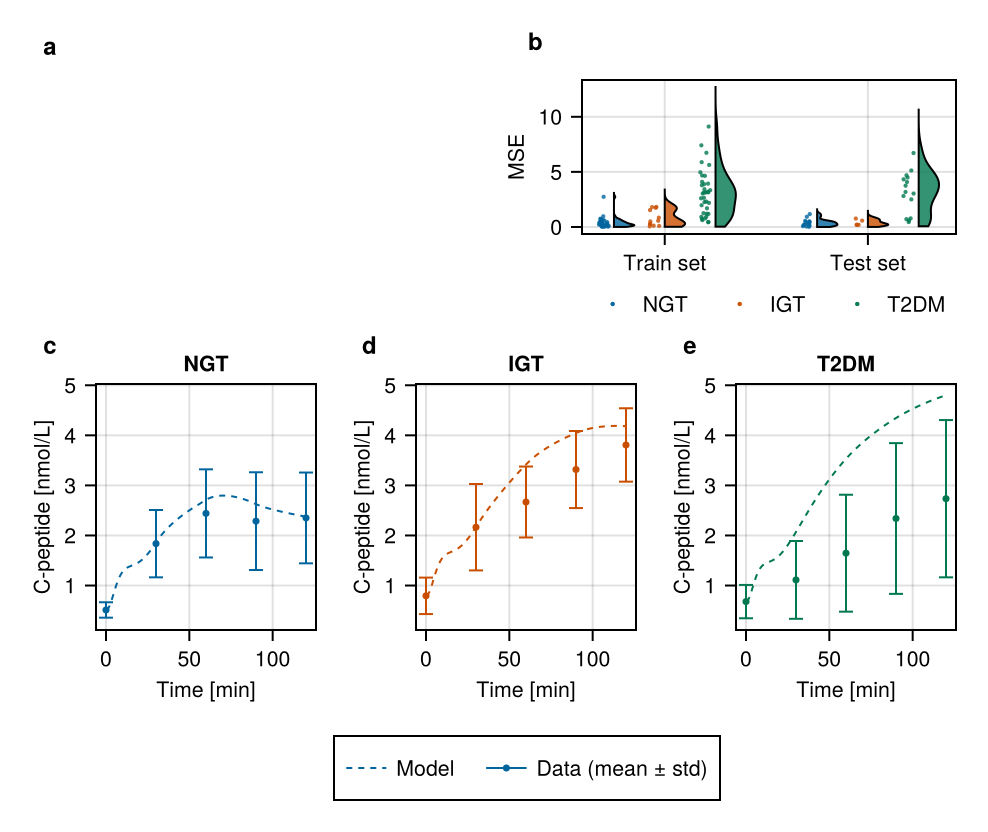 a
b
MSE
10
5
0
Train set
Test set
NGT
IGT
T2DM
c
NGT
C-peptide [nmol/L]
5
4
3
2
1
0
50
100
Time [min]
d
IGT
C-peptide [nmol/L]
5
4
3
2
1
0
50
100
Time [min]
e
T2DM
C-peptide [nmol/L]
5
4
3
2
1
0
50
100
Time [min]
Model
Data (mean ± std)